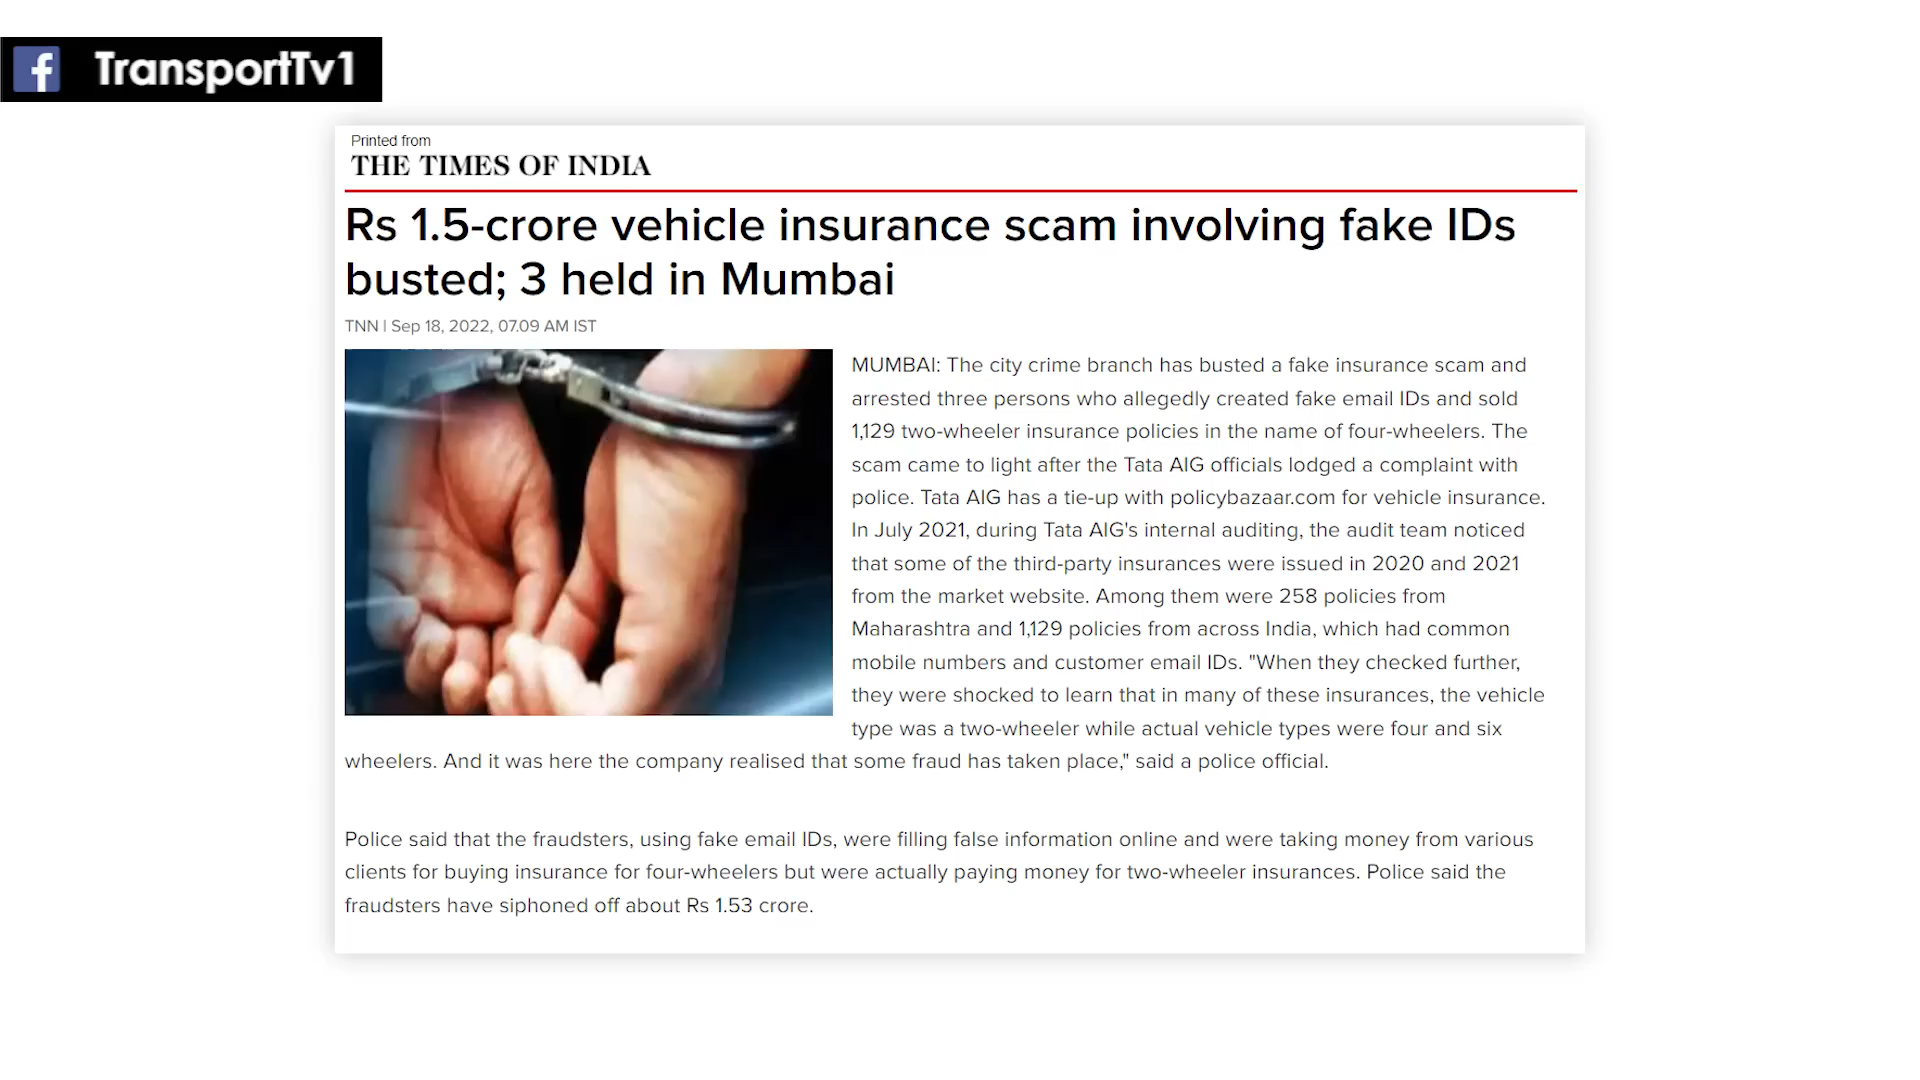 TransportTv1
Printed from
THE TIMES OF INDIA
Rs 1.5-crore vehicle insurance scam involving fake IDs
busted; 3 held in Mumbai
TNN | Sep 18, 2022, 07.09 AM IST
MUMBAI: The city crime branch has busted a fake insurance scam and
arrested three persons who allegedly created fake email IDs and sold
1,129 two-wheeler insurance policies in the name of four-wheelers. The
scam came to light after the Tata AIG officials lodged a complaint with
police. Tata AIG has a tie-up with policybazaar.com for vehicle insurance.
In July 2021, during Tata AIG's internal auditing, the audit team noticed
that some of the third-party insurances were issued in 2020 and 2021
from the market website. Among them were 258 policies from
Maharashtra and 1,129 policies from across India, which had common
mobile numbers and customer email IDs. "When they checked further,
they were shocked to learn that in many of these insurances, the vehicle
type was a two-wheeler while actual vehicle types were four and six
wheelers. And it was here the company realised that some fraud has taken place," said a police official.
Police said that the fraudsters, using fake email IDs, were filling false information online and were taking money from various
clients for buying insurance for four-wheelers but were actually paying money for two-wheeler insurances. Police said the
fraudsters have siphoned off about Rs 1.53 crore.